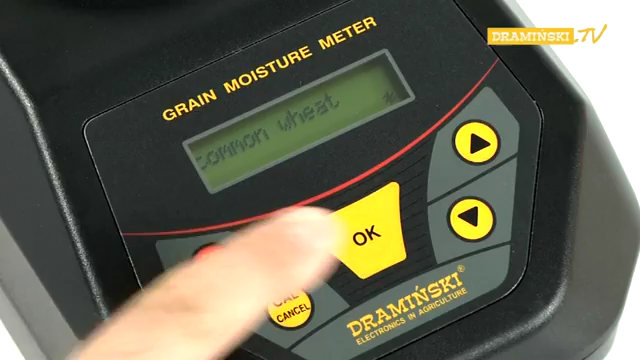 DRAMIŃSKI.TV
GRAIN MOISTURE METER
common wheat *
OK
CANCEL
DRAMIŃSKI®
ELECTRONICS IN AGRICULTURE